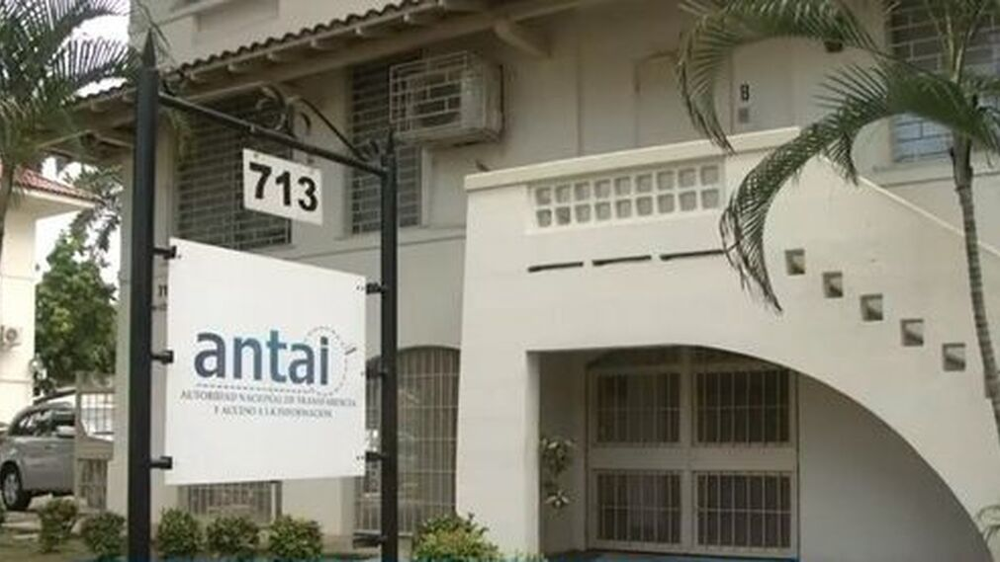 713
antai
AUTORIDAD NACIONAL DE TRANSPARENCIA
Y ACCESO A LA INFORMACIÓN
B